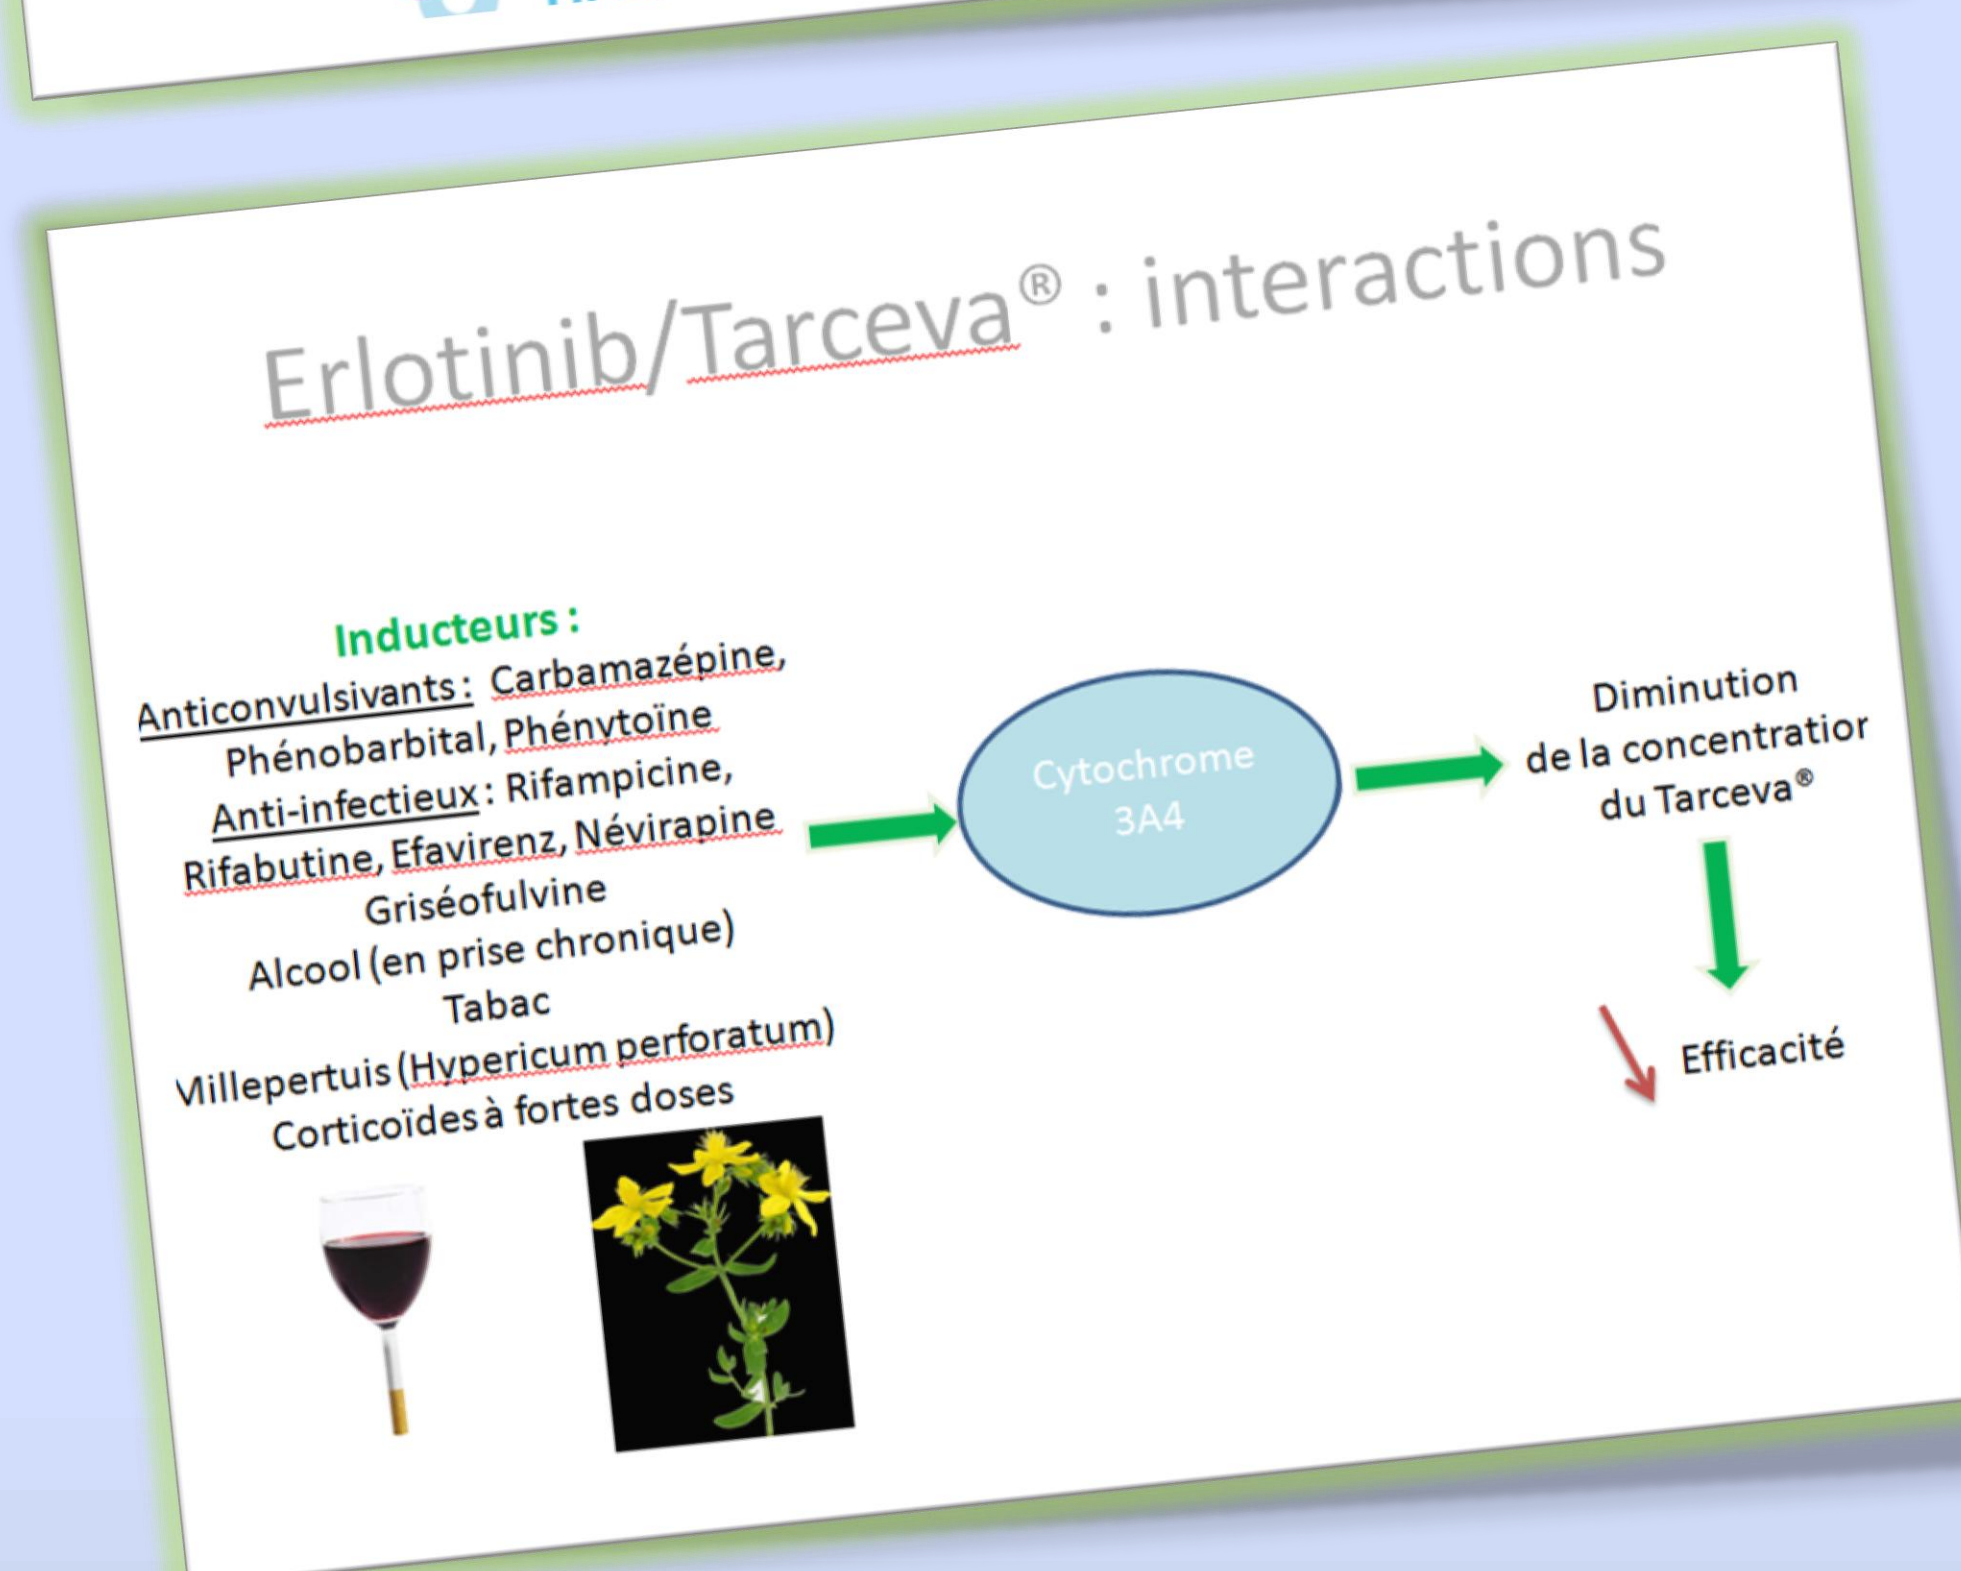 Erlotinib/Tarceva® : interactions
Inducteurs :
Anticonvulsivants : Carbamazépine,
Phénobarbital, Phénytoïne
Anti-infectieux : Rifampicine,
Rifabutine, Efavirenz, Névirapine
Griséofulvine
Alcool (en prise chronique)
Tabac
Millepertuis (Hypericum perforatum)
Corticoïdes à fortes doses
Cytochrome
3A4
Diminution
de la concentration
du Tarceva®
Efficacité